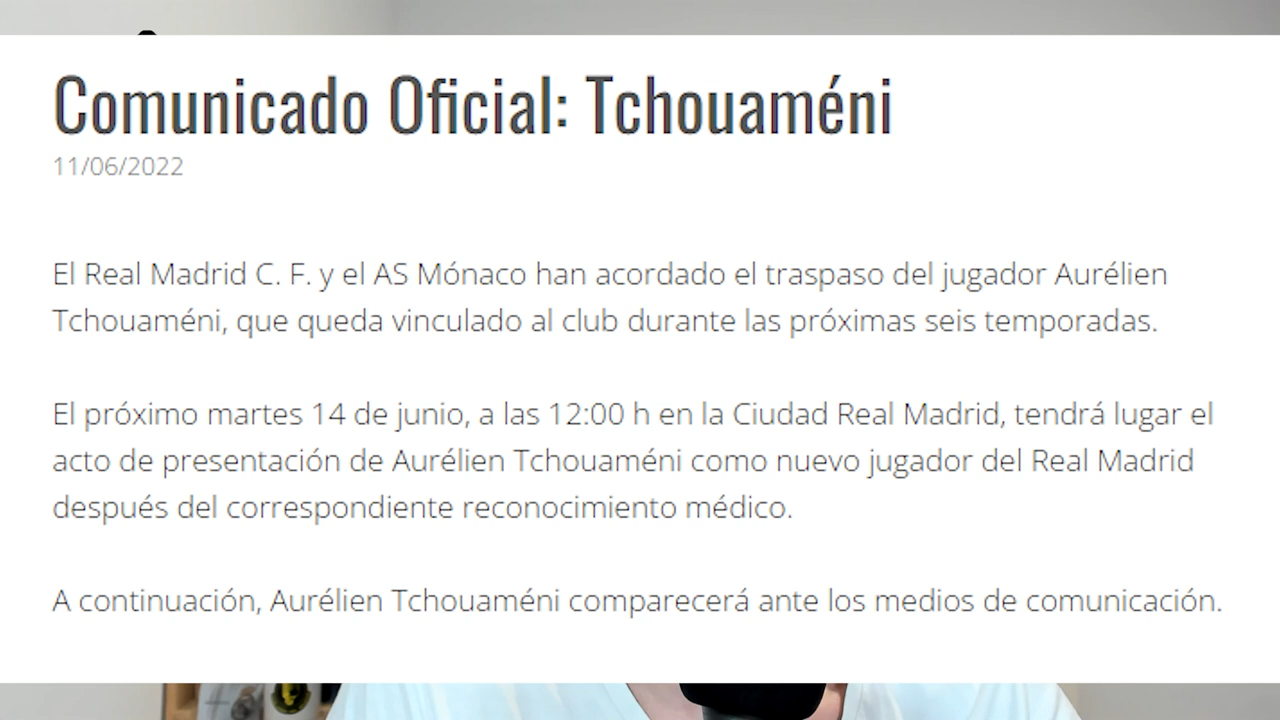 Comunicado Oficial: Tchouaméni
11/06/2022
El Real Madrid C. F. y el AS Mónaco han acordado el traspaso del jugador Aurélien
Tchouaméni, que queda vinculado al club durante las próximas seis temporadas.
El próximo martes 14 de junio, a las 12:00 h en la Ciudad Real Madrid, tendrá lugar el
acto de presentación de Aurélien Tchouaméni como nuevo jugador del Real Madrid
después del correspondiente reconocimiento médico.
A continuación, Aurélien Tchouaméni comparecerá ante los medios de comunicación.